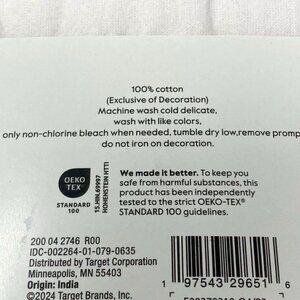 100% cotton
(Exclusive of Decoration)
Machine wash cold delicate,
wash with like colors,
only non-chlorine bleach when needed, tumble dry low,remove promp
do not iron on decoration.
OEKO
TEX®
STANDARD
100
15.HIN.69997
HOHENSTEIN HTTI
We made it better. To keep you
safe from harmful substances, this
product has been independently
tested to the strict OEKO-TEX®
STANDARD 100 guidelines.
200 04 2746 R00
IDC-002264-01-079-0635
Distributed by Target Corporation
Minneapolis, MN 55403
Origin: India
©2024 Target Brands, Inc.
1
97543 29651
6